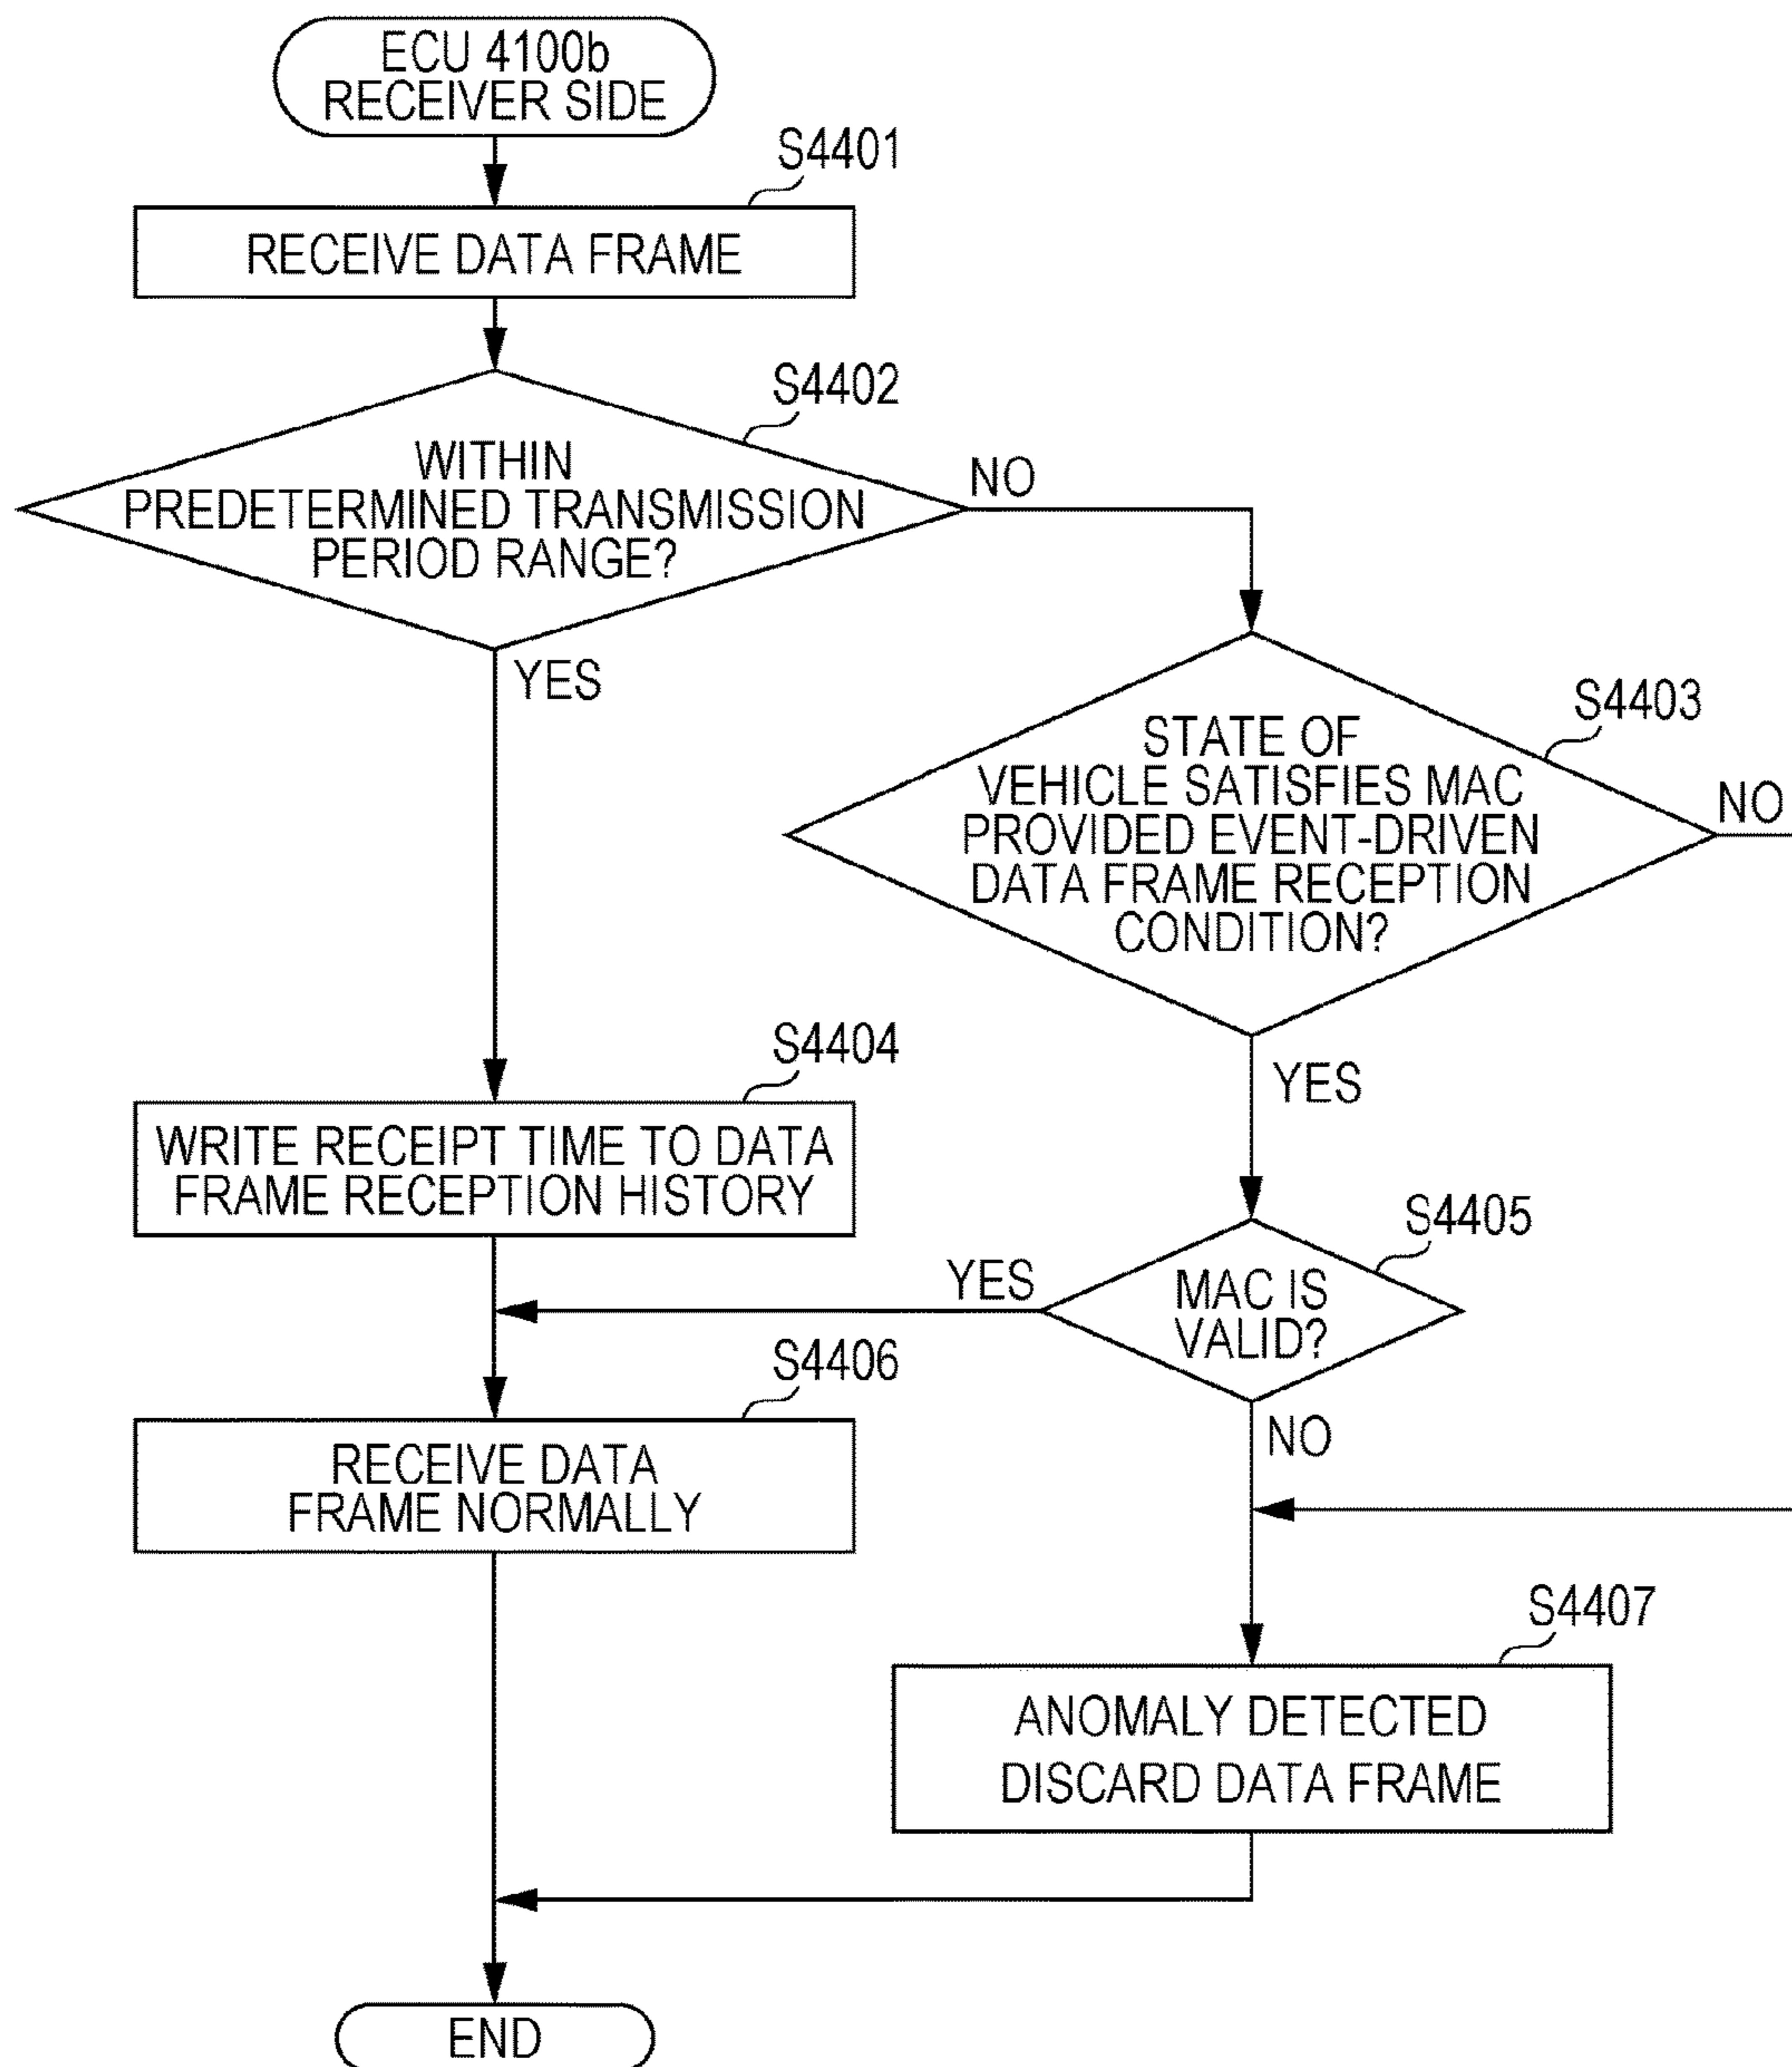 ECU 4100b
RECEIVER SIDE
S4401
RECEIVE DATA FRAME
S4402
WITHIN
PREDETERMINED TRANSMISSION
PERIOD RANGE?
NO
YES
S4403
STATE OF
VEHICLE SATISFIES MAC
PROVIDED EVENT-DRIVEN
DATA FRAME RECEPTION
CONDITION?
NO
YES
S4404
WRITE RECEIPT TIME TO DATA
FRAME RECEPTION HISTORY
S4405
MAC IS
VALID?
YES
NO
S4406
RECEIVE DATA
FRAME NORMALLY
S4407
ANOMALY DETECTED
DISCARD DATA FRAME
END